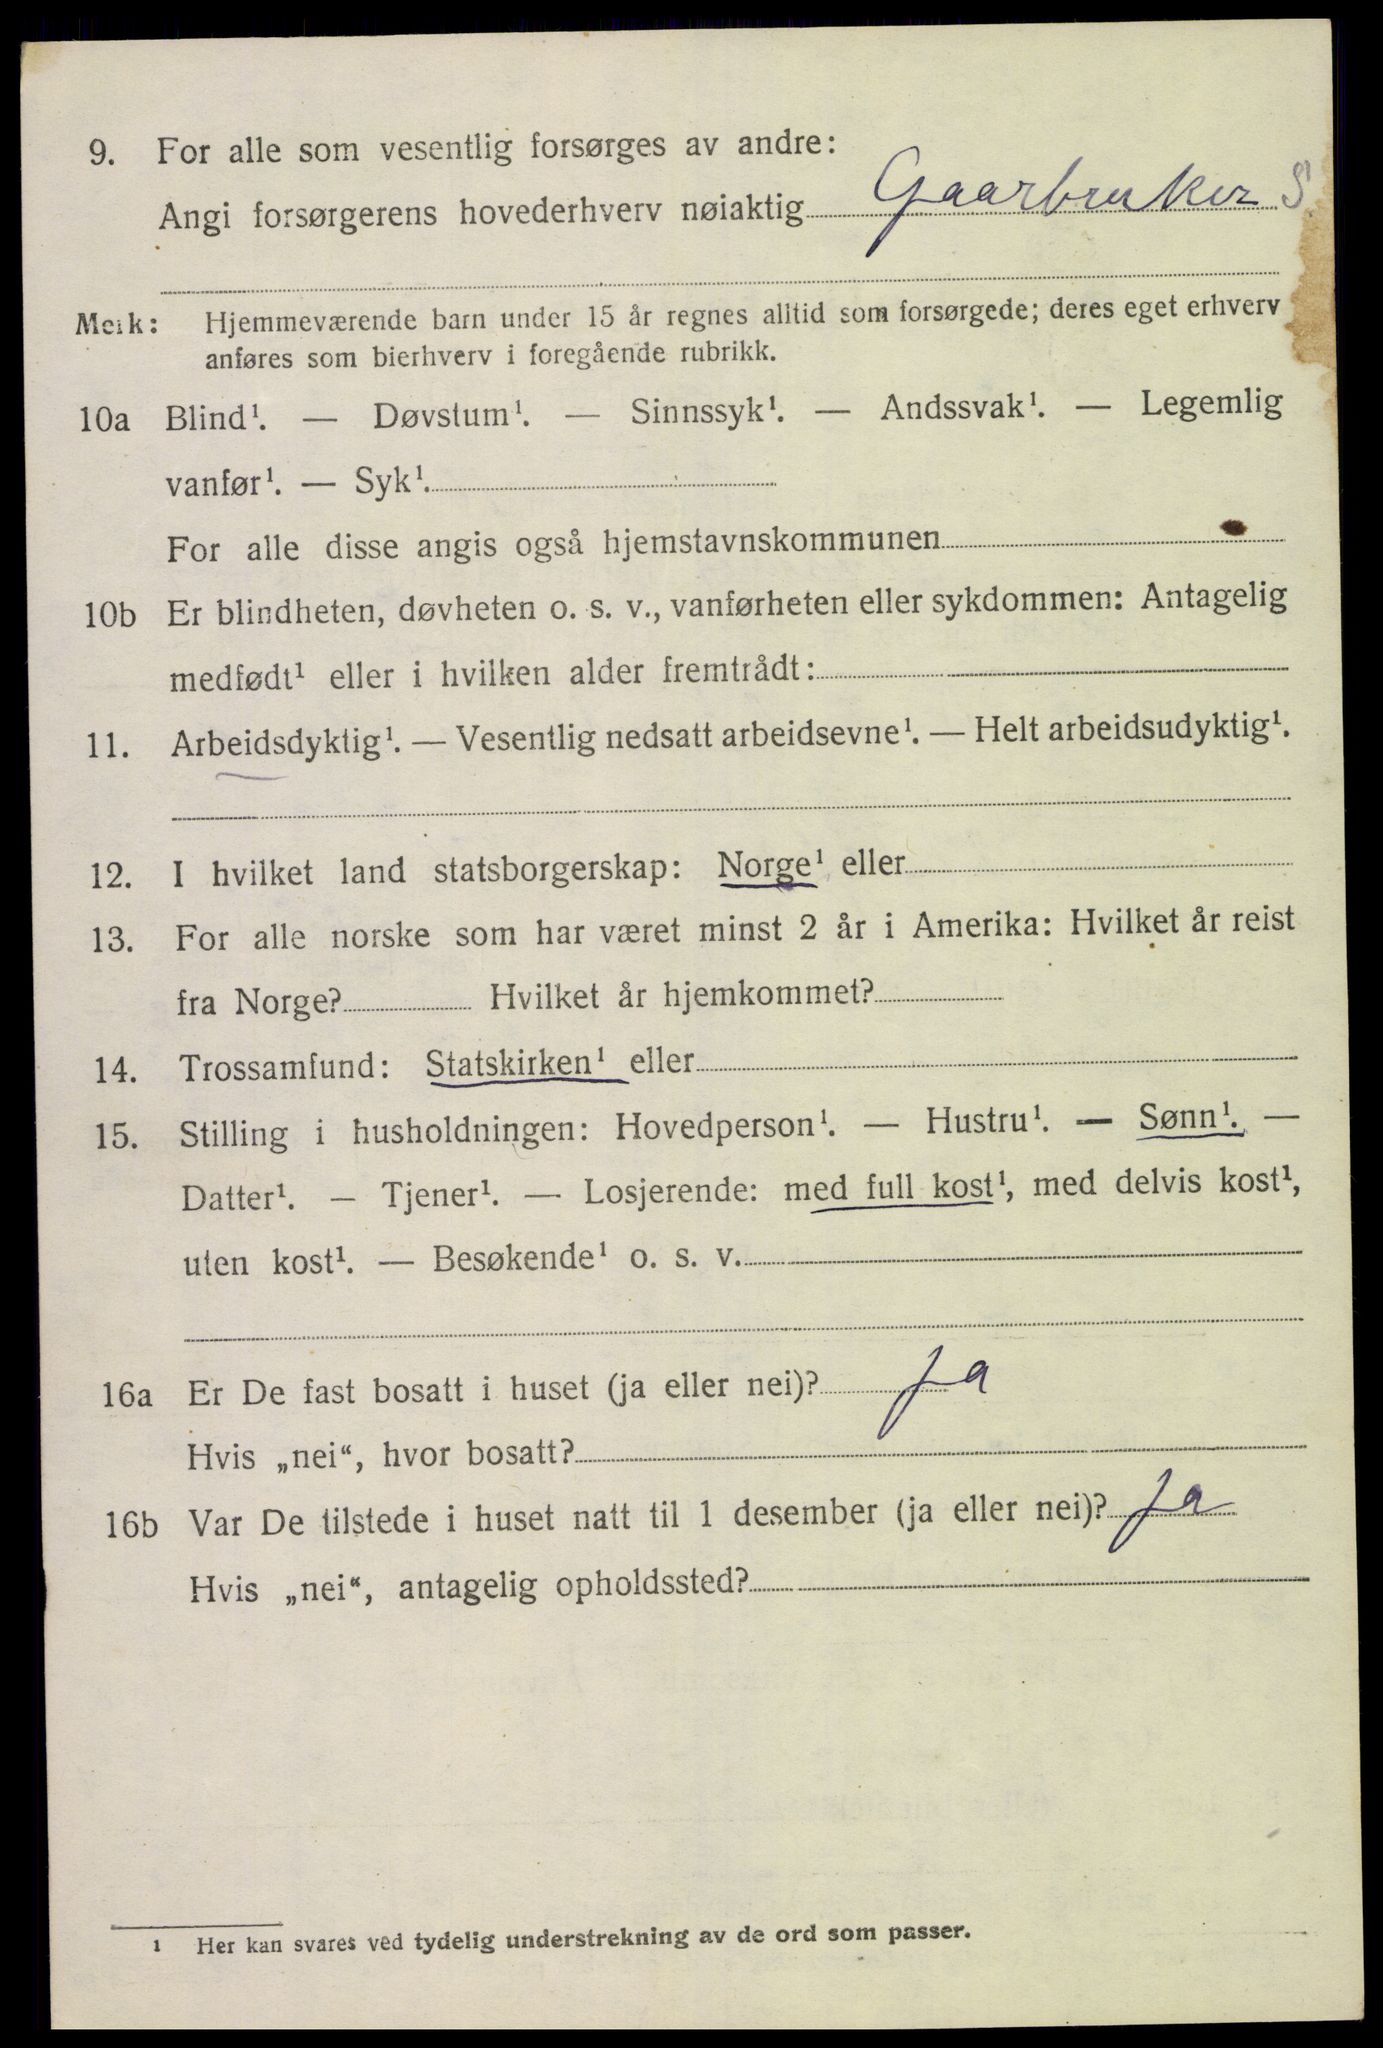 9. For alle som vesentlig forsørges av andre:
Angi forsørgerens hovederhverv nøiaktig Gaarbruker S
Merk: Hjemmeværende barn under 15 år regnes alltid som forsørgede; deres eget erhverv
anføres som bierhverv i foregående rubrikk.
10a Blind¹. — Døvstum¹. — Sinnssyk¹. — Andssvak¹. — Legemlig
vanfør¹. — Syk¹.
For alle disse angis også hjemstavnskommunen
10b Er blindheten, døvheten o. s. v., vanførheten eller sykdommen: Antagelig
medfødt¹ eller i hvilken alder fremtrådt:
11. Arbeidsdyktig¹. — Vesentlig nedsatt arbeidsevne¹. — Helt arbeidsudyktig¹.
12. I hvilket land statsborgerskap: Norge¹ eller
13. For alle norske som har været minst 2 år i Amerika: Hvilket år reist
fra Norge? Hvilket år hjemkommet?
14. Trossamfund: Statskirken¹ eller
15. Stilling i husholdningen: Hovedperson¹. — Hustru¹. — Sønn¹. —
Datter¹. — Tjener¹. — Losjerende: med full kost¹, med delvis kost¹,
uten kost¹. — Besøkende¹ o. s. v.
16a Er De fast bosatt i huset (ja eller nei)? ja
Hvis „nei“, hvor bosatt?
16b Var De tilstede i huset natt til 1 desember (ja eller nei)? ja
Hvis „nei“, antagelig opholdssted?
¹ Her kan svares ved tydelig understrekning av de ord som passer.